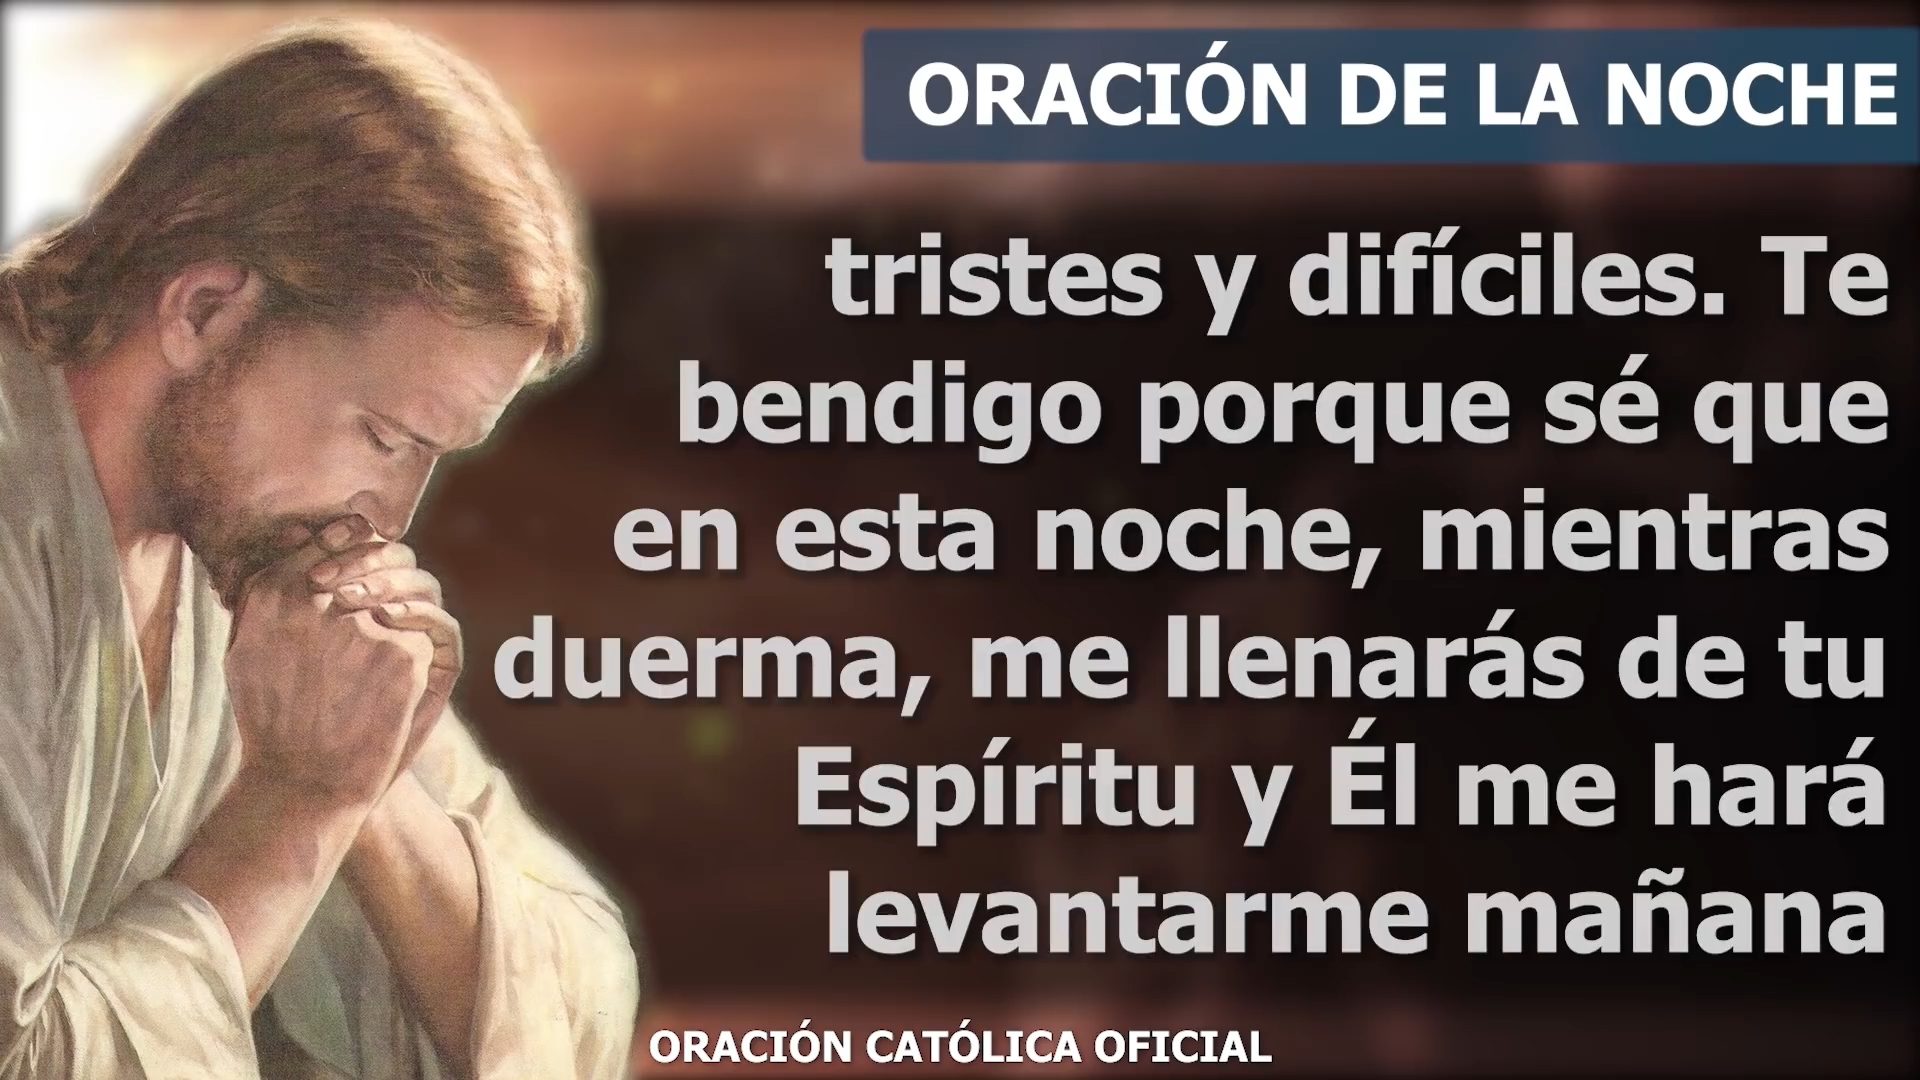 ORACIÓN DE LA NOCHE
tristes y difíciles. Te
bendigo porque sé que
en esta noche, mientras
duerma, me llenarás de tu
Espíritu y Él me hará
levantarme mañana
ORACIÓN CATÓLICA OFICIAL